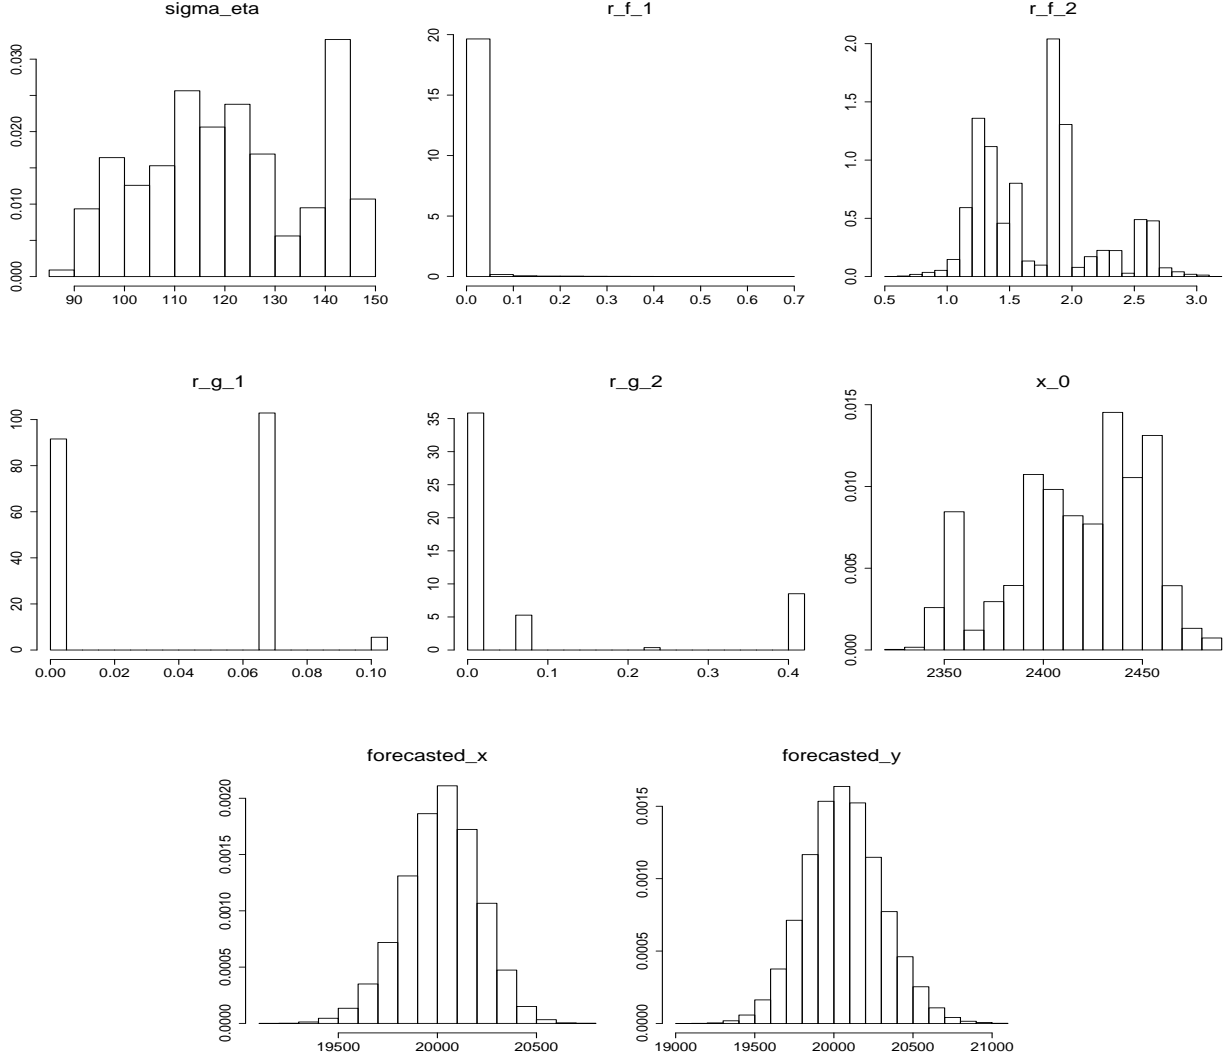 sigma_eta
r_f_1
r_f_2
0.000 0.010 0.020 0.030
90 100 110 120 130 140 150
0 5 10 15 20
0.0 0.1 0.2 0.3 0.4 0.5 0.6 0.7
0.0 0.5 1.0 1.5 2.0
0.5 1.0 1.5 2.0 2.5 3.0
r_g_1
r_g_2
x_0
0 20 40 60 80 100
0.00 0.02 0.04 0.06 0.08 0.10
0 5 10 15 20 25 30 35
0.0 0.1 0.2 0.3 0.4
0.000 0.005 0.010 0.015
2350 2400 2450
forecasted_x
forecasted_y
0.0000 0.0005 0.0010 0.0015 0.0020
19500 20000 20500
0.0000 0.0005 0.0010 0.0015
19000 19500 20000 20500 21000